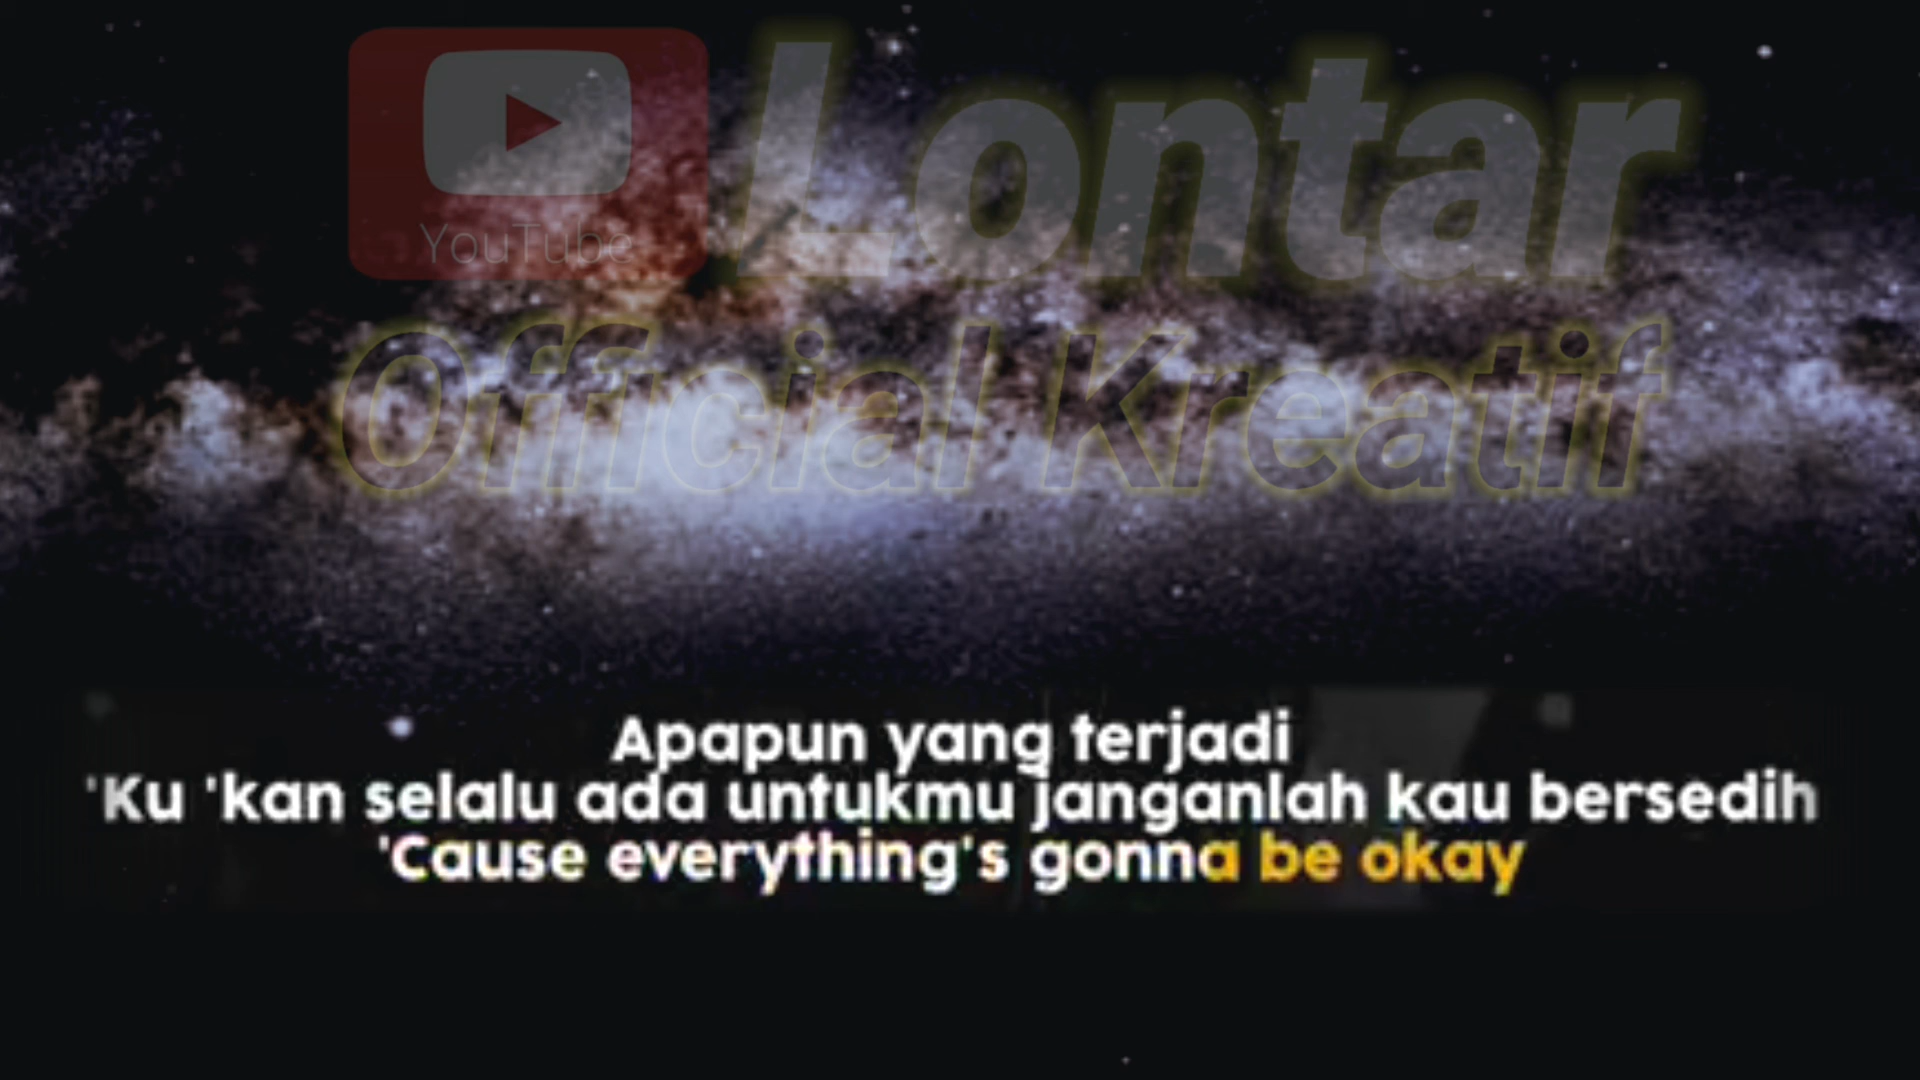 YouTube
Lontar
Official Kreatif
Apapun yang terjadi
'Ku 'kan selalu ada untukmu janganlah kau bersedih
'Cause everything's gonna be okay